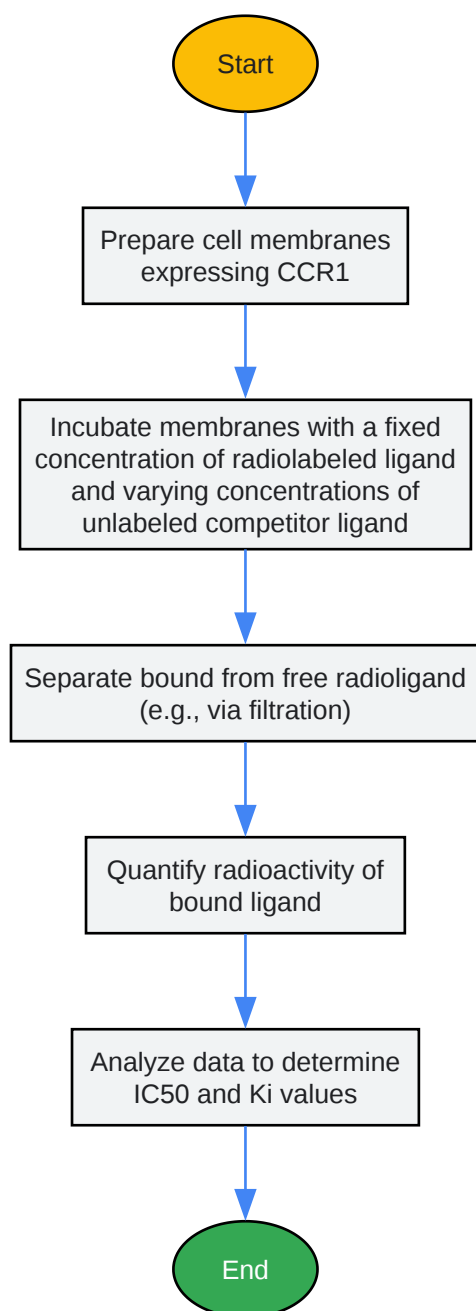 Start
Prepare cell membranes
expressing CCR1
Incubate membranes with a fixed
concentration of radiolabeled ligand
and varying concentrations of
unlabeled competitor ligand
Separate bound from free radioligand
(e.g., via filtration)
Quantify radioactivity of
bound ligand
Analyze data to determine
IC50 and Ki values
End